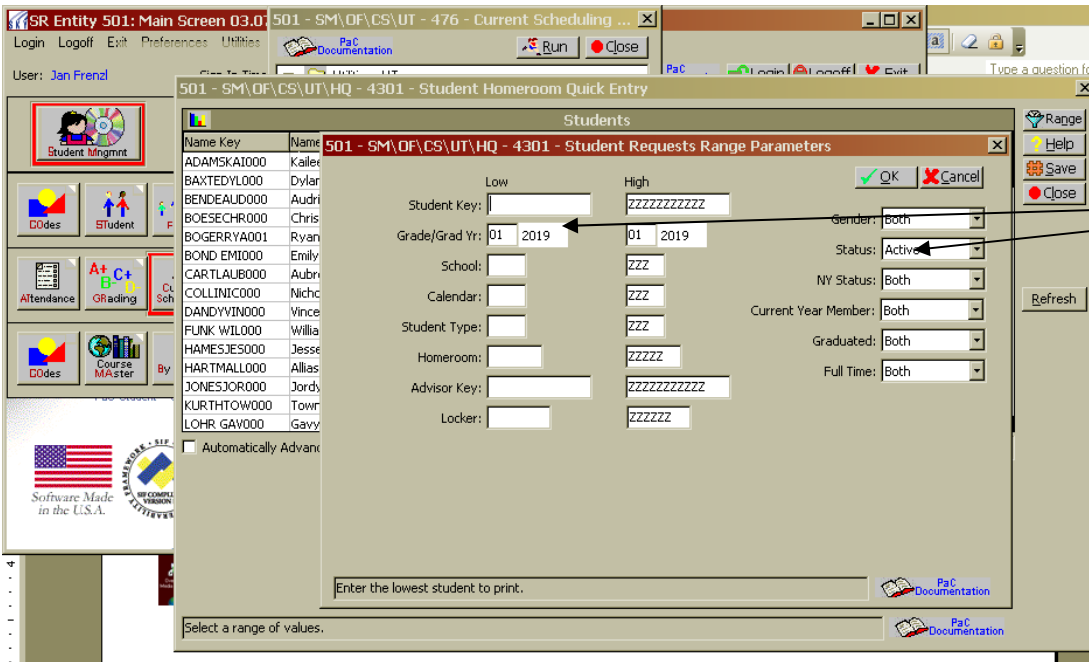 SR Entity 501: Main Screen 03.07
Login Logoff Exit Preferences Utilities
User: Jan Frenzl
501 - SM\OF\CS\UT - 476 - Current Scheduling ...
PaC
Documentation
Run
Close
PaC
Login Logoff Exit
Type a question fo
Student Mngmnt
COdes
STudent
F
ATtendance
A+ C+
B- D-
GRading
Cu
Sch
COdes
Course
MAster
By
Software Made
in the U.S.A.
501 - SM\OF\CS\UT\HQ - 4301 - Student Homeroom Quick Entry
Students
Name Key Name
ADAMSKAI000 Kailee
BAXTEDYL000 Dylan
BENDEAUD000 Audri
BOESECHR000 Chris
BOGERRYA001 Ryan
BOND EMI000 Emily
CARTLAUB000 Aubre
COLLINIC000 Nicho
DANDYVIN000 Vince
FUNK WIL000 Willia
HAMESJES000 Jesse
HARTMALL000 Allias
JONESJOR000 Jordy
KURTHTOW000 Towr
LOHR GAV000 Gavy
Automatically Advanc
Range
Help
Save
Close
Refresh
501 - SM\OF\CS\UT\HQ - 4301 - Student Requests Range Parameters
OK Cancel
Low High
Student Key: ZZZZZZZZZZZ
Grade/Grad Yr: 01 2019 01 2019
School: ZZZ
Calendar: ZZZ
Student Type: ZZZ
Homeroom: ZZZZZ
Advisor Key: ZZZZZZZZZZZ
Locker: ZZZZZZ
Gender: Both
Status: Active
NY Status: Both
Current Year Member: Both
Graduated: Both
Full Time: Both
Enter the lowest student to print.
PaC
Documentation
Select a range of values.
PaC
Documentation